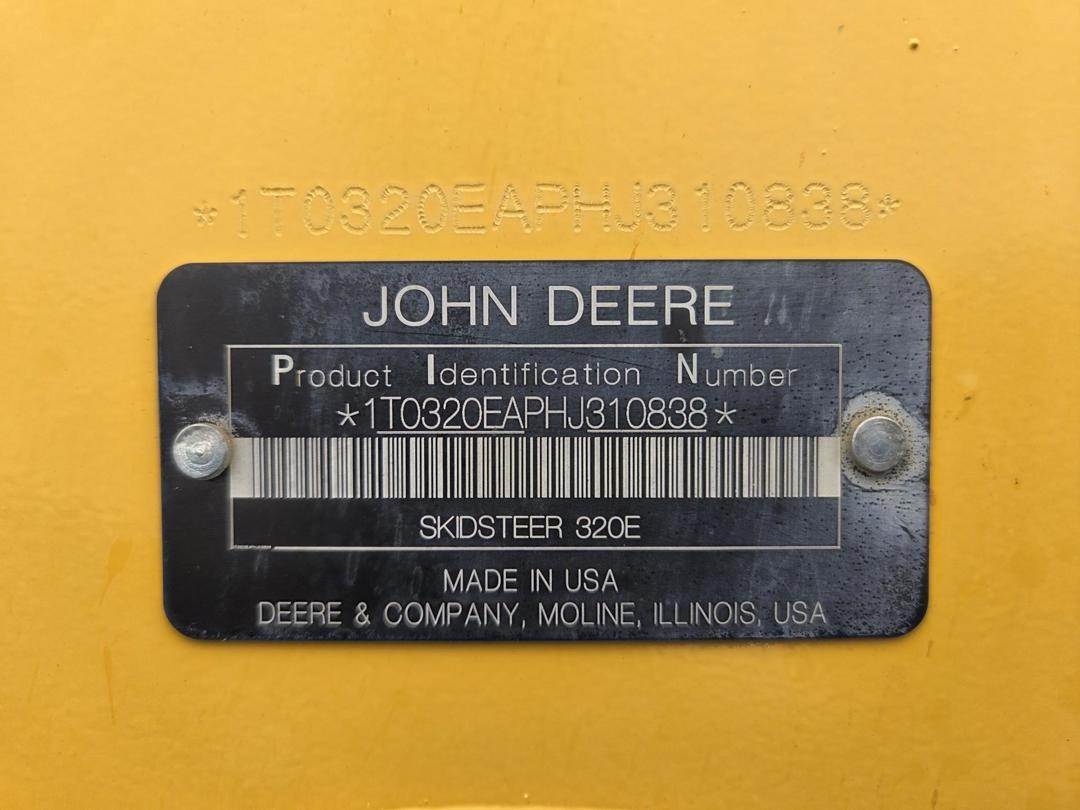 *1T0320EAPHJ310838*
JOHN DEERE
Product Identification Number
*1T0320EAPHJ310838*
SKIDSTEER 320E
MADE IN USA
DEERE & COMPANY, MOLINE, ILLINOIS, USA